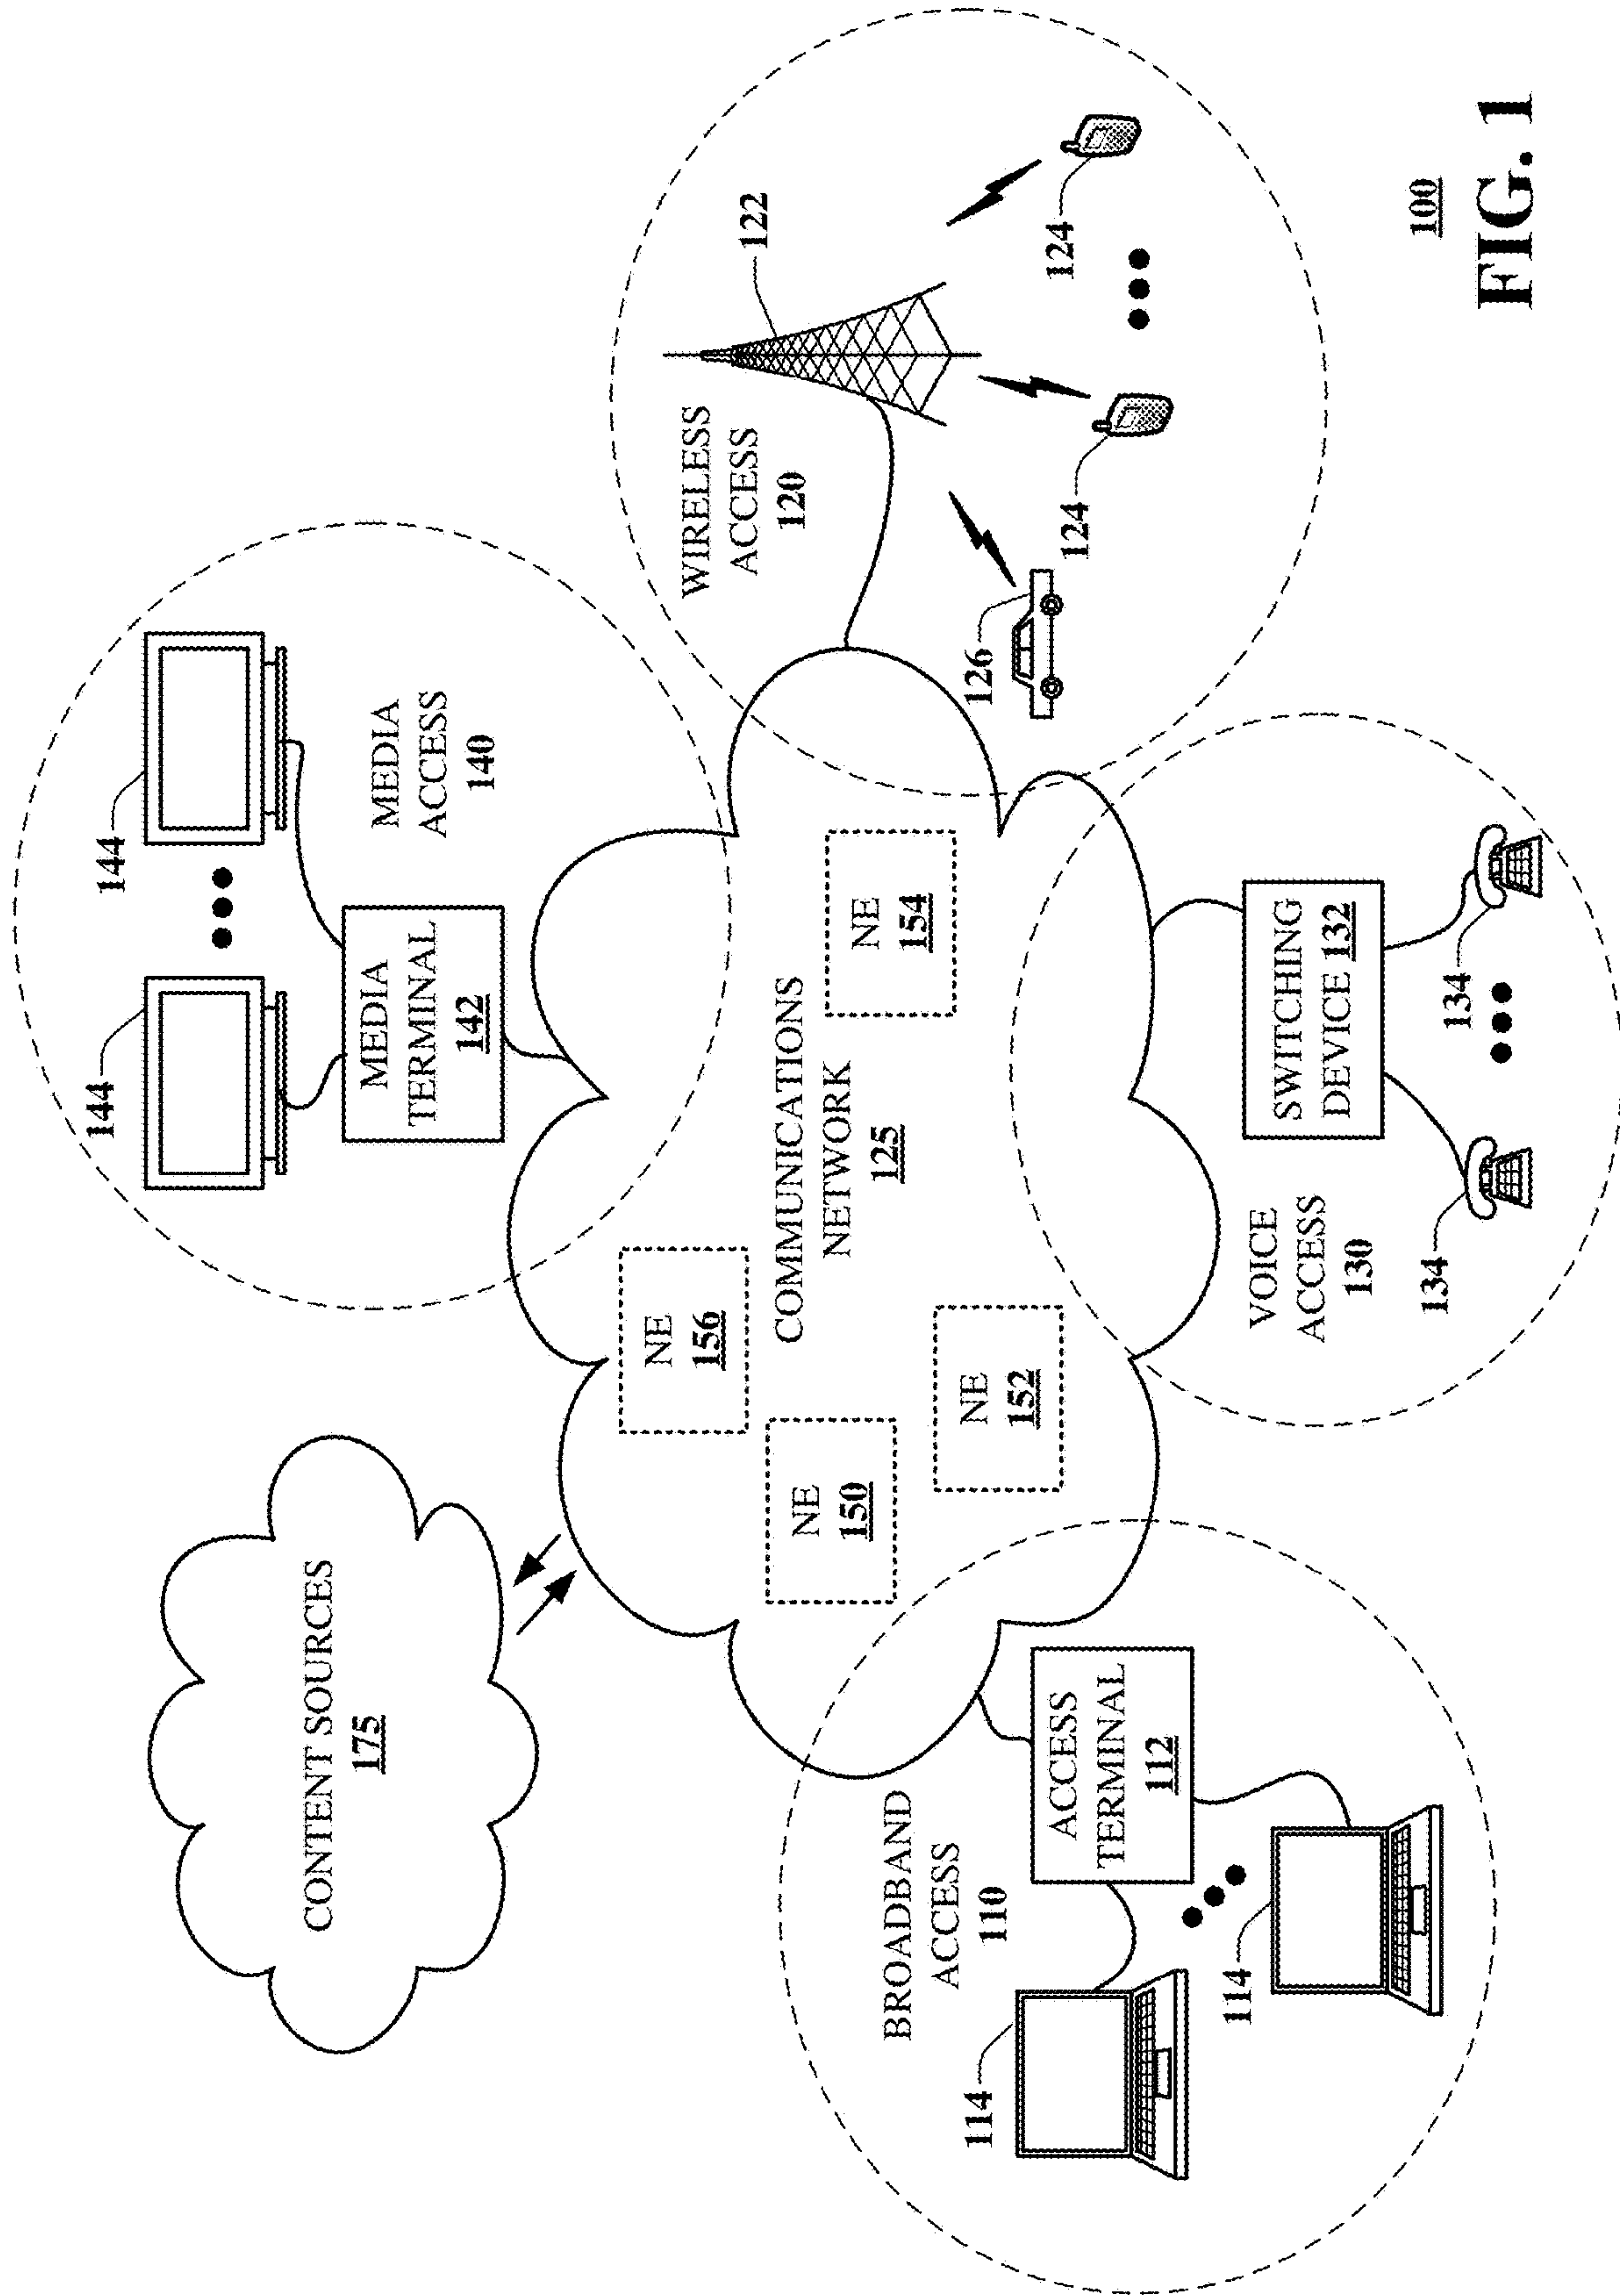 CONTENT SOURCES
175
144
144
MEDIA
TERMINAL
142
MEDIA
ACCESS
140
WIRELESS
ACCESS
120
122
NE
156
NE
150
NE
152
COMMUNICATIONS
NETWORK
125
NE
154
BROADBAND
ACCESS
110
114
ACCESS
TERMINAL
112
114
VOICE
ACCESS
130
SWITCHING
DEVICE 132
134
134
126
124
124
100
FIG. 1